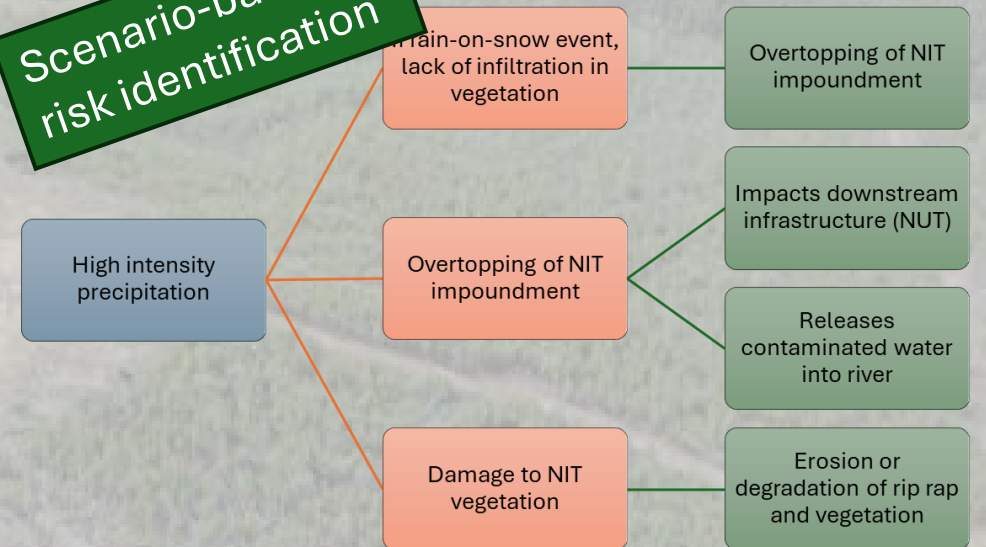 Scenario-ba
risk identification
rain-on-snow event,
lack of infiltration in
vegetation
Overtopping of NIT
impoundment
High intensity
precipitation
Overtopping of NIT
impoundment
Impacts downstream
infrastructure (NUT)
Releases
contaminated water
into river
Damage to NIT
vegetation
Erosion or
degradation of rip rap
and vegetation